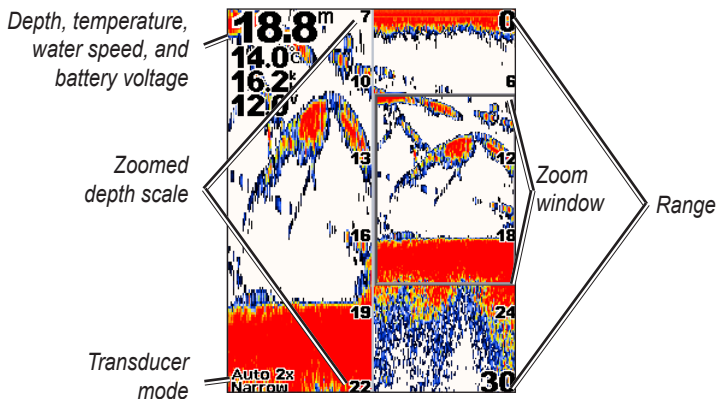 Depth, temperature,
water speed, and
battery voltage
Zoomed
depth scale
Transducer
mode
18.8m
14.0°C
16.2k
12.0v
7
10
13
16
19
22
Auto 2x
Narrow
0
6
12
18
24
30
Zoom
window
Range